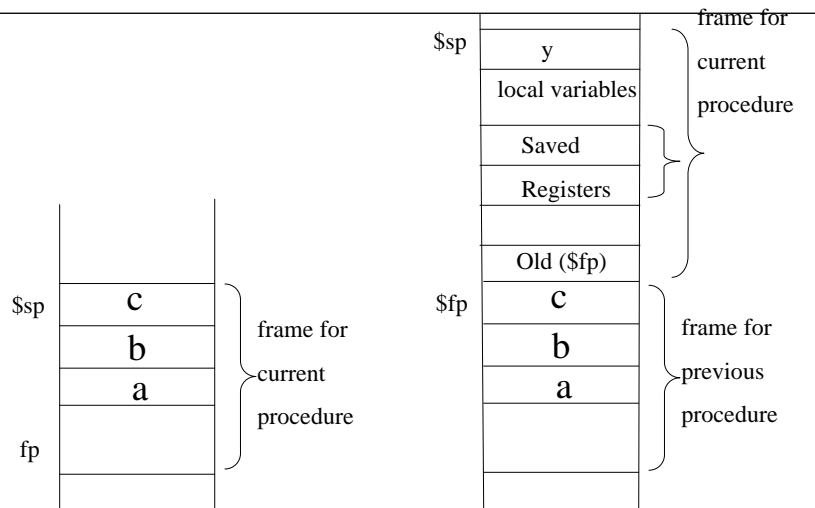 $sp
c
b
a
fp
frame for
current
procedure
$sp
y
local variables
Saved
Registers
Old ($fp)
$fp
c
b
a
frame for
current
procedure
frame for
previous
procedure